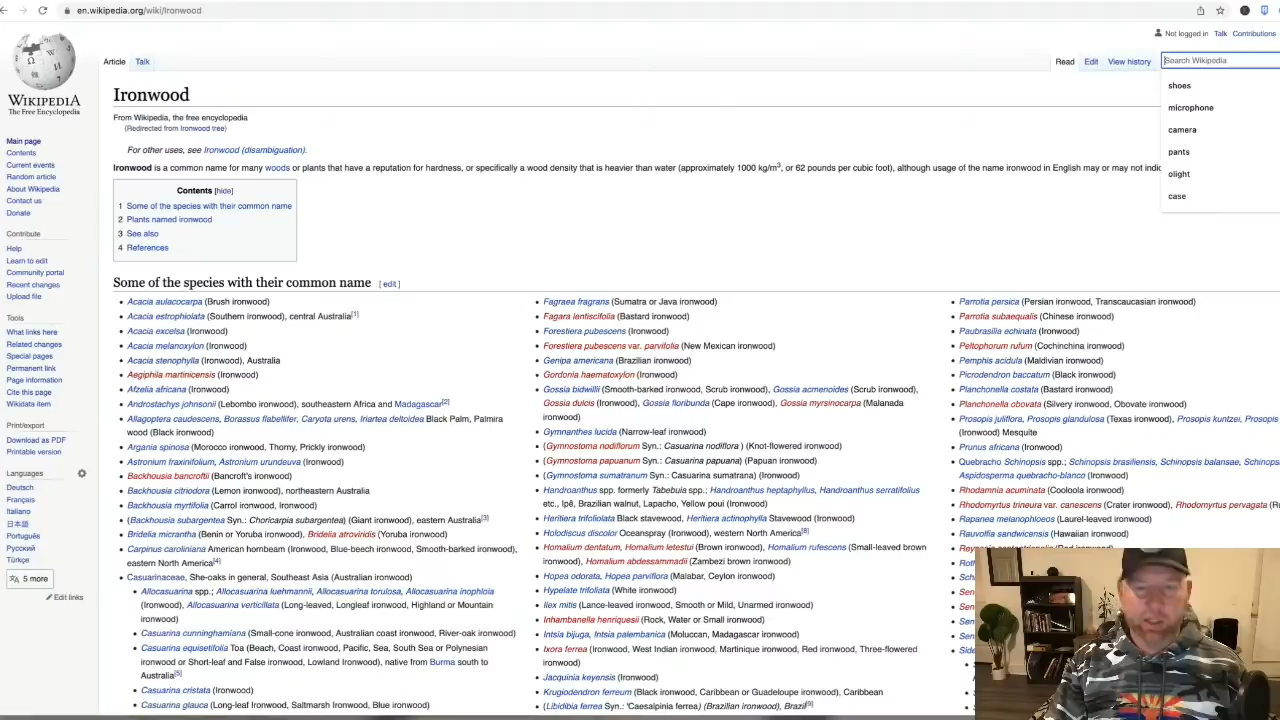 en.wikipedia.org/wiki/Ironwood
Not logged in Talk Contributions
Article Talk
Read Edit View history Search Wikipedia
shoes
microphone
camera
pants
olight
case
WIKIPEDIA
The Free Encyclopedia
Main page
Contents
Current events
Random article
About Wikipedia
Contact us
Donate
Contribute
Help
Learn to edit
Community portal
Recent changes
Upload file
Tools
What links here
Related changes
Special pages
Permanent link
Page information
Cite this page
Wikidata item
Print/export
Download as PDF
Printable version
Languages
Deutsch
Français
Italiano
日本語
Português
Русский
Türkçe
5 more
Edit links
Ironwood
From Wikipedia, the free encyclopedia
(Redirected from Ironwood tree)
For other uses, see Ironwood (disambiguation).
Ironwood is a common name for many woods or plants that have a reputation for hardness, or specifically a wood density that is heavier than water (approximately 1000 kg/m3, or 62 pounds per cubic foot), although usage of the name ironwood in English may or may not indic
Contents [hide]
1 Some of the species with their common name
2 Plants named ironwood
3 See also
4 References
Some of the species with their common name [ edit ]
• Acacia aulacocarpa (Brush ironwood)
• Acacia estrophiolata (Southern ironwood), central Australia[1]
• Acacia excelsa (Ironwood)
• Acacia melanoxylon (Ironwood)
• Acacia stenophylla (Ironwood), Australia
• Aegiphila martinicensis (Ironwood)
• Afzelia africana (Ironwood)
• Androstachys johnsonii (Lebombo ironwood), southeastern Africa and Madagascar[2]
• Allagoptera caudescens, Borassus flabellifer, Caryota urens, Iriartea deltoidea Black Palm, Palmira
wood (Black ironwood)
• Argania spinosa (Morocco ironwood, Thorny, Prickly ironwood)
• Astronium fraxinifolium, Astronium urundeuva (Ironwood)
• Backhousia bancroftii (Bancroft's ironwood)
• Backhousia citriodora (Lemon ironwood), northeastern Australia
• Backhousia myrtifolia (Carrol ironwood, Ironwood)
• (Backhousia subargentea Syn.: Choricarpia subargentea) (Giant ironwood), eastern Australia[3]
• Bridelia micrantha (Benin or Yoruba ironwood), Bridelia atroviridis (Yoruba ironwood)
• Carpinus caroliniana American hornbeam (Ironwood, Blue-beech ironwood, Smooth-barked ironwood),
eastern North America[4]
• Casuarinaceae, She-oaks in general, Southeast Asia (Australian ironwood)
• Allocasuarina spp.; Allocasuarina luehmannii, Allocasuarina torulosa, Allocasuarina inophloia
(Ironwood), Allocasuarina verticillata (Long-leaved, Longleaf ironwood, Highland or Mountain
ironwood)
• Casuarina cunninghamiana (Small-cone ironwood, Australian coast ironwood, River-oak ironwood)
• Casuarina equisetifolia Toa (Beach, Coast ironwood, Pacific, Sea, South Sea or Polynesian
ironwood or Short-leaf and False ironwood, Lowland Ironwood), native from Burma south to
Australia[5]
• Casuarina cristata (Ironwood)
• Casuarina glauca (Long-leaf Ironwood, Saltmarsh Ironwood, Blue ironwood)
• Fagraea fragrans (Sumatra or Java ironwood)
• Fagara lentiscifolia (Bastard ironwood)
• Forestiera pubescens (Ironwood)
• Forestiera pubescens var. parvifolia (New Mexican ironwood)
• Genipa americana (Brazilian ironwood)
• Gordonia haematoxylon (Ironwood)
• Gossia bidwillii (Smooth-barked ironwood, Scrub ironwood), Gossia acmenoides (Scrub ironwood),
Gossia dulcis (Ironwood), Gossia floribunda (Cape ironwood), Gossia myrsinocarpa (Malanada
ironwood)
• Gymnanthes lucida (Narrow-leaf ironwood)
• (Gymnostoma nodiflorum Syn.: Casuarina nodiflora ) (Knot-flowered ironwood)
• (Gymnostoma papuanum Syn.: Casuarina papuana) (Papuan ironwood)
• (Gymnostoma sumatranum Syn.: Casuarina sumatrana) (Ironwood)
• Handroanthus spp. formerly Tabebuia spp.; Handroanthus heptaphyllus, Handroanthus serratifolius
etc., Ipê, Brazilian walnut, Lapacho, Yellow poui (Ironwood)
• Heritiera trifoliolata Black stavewood, Heritiera actinophylla Stavewood (Ironwood)
• Holodiscus discolor Oceanspray (Ironwood), western North America[8]
• Homalium dentatum, Homalium letestui (Brown ironwood), Homalium rufescens (Small-leaved brown
ironwood), Homalium abdessammadii (Zambezi brown ironwood)
• Hopea odorata, Hopea parviflora (Malabar, Ceylon ironwood)
• Hypelate trifoliata (White ironwood)
• Ilex mitis (Lance-leaved ironwood, Smooth or Mild, Unarmed ironwood)
• Inhambanella henriquesii (Rock, Water or Small ironwood)
• Intsia bijuga, Intsia palembanica (Moluccan, Madagascar ironwood)
• Ixora ferrea (Ironwood, West Indian ironwood, Martinique ironwood, Red ironwood, Three-flowered
ironwood)
• Jacquinia keyensis (Ironwood)
• Krugiodendron ferreum (Black ironwood, Caribbean or Guadeloupe ironwood), Caribbean
• (Libidibia ferrea Syn.: 'Caesalpinia ferrea) (Brazilian ironwood), Brazil[9]
• Parrotia persica (Persian ironwood, Transcaucasian ironwood)
• Parrotia subaequalis (Chinese ironwood)
• Paubrasilia echinata (Ironwood)
• Peltophorum rufum (Cochinchina ironwood)
• Pemphis acidula (Maldivian ironwood)
• Picrodendron baccatum (Black ironwood)
• Planchonella costata (Bastard ironwood)
• Planchonella obovata (Silvery ironwood, Obovate ironwood)
• Prosopis juliflora, Prosopis glandulosa (Texas ironwood), Prosopis kuntzei, Prosopis
(Ironwood) Mesquite
• Prunus africana (Ironwood)
• Quebracho Schinopsis spp.; Schinopsis brasiliensis, Schinopsis balansae, Schinops
Aspidosperma quebracho-blanco (Ironwood)
• Rhodamnia acuminata (Cooloola ironwood)
• Rhodomyrtus trineura var. canescens (Crater ironwood), Rhodomyrtus pervagata (R
• Rapanea melanophloeos (Laurel-leaved ironwood)
• Rauvolfia sandwicensis (Hawaiian ironwood)
• Roth
• Sch
• Sen
• Sen
• Sen
• Side